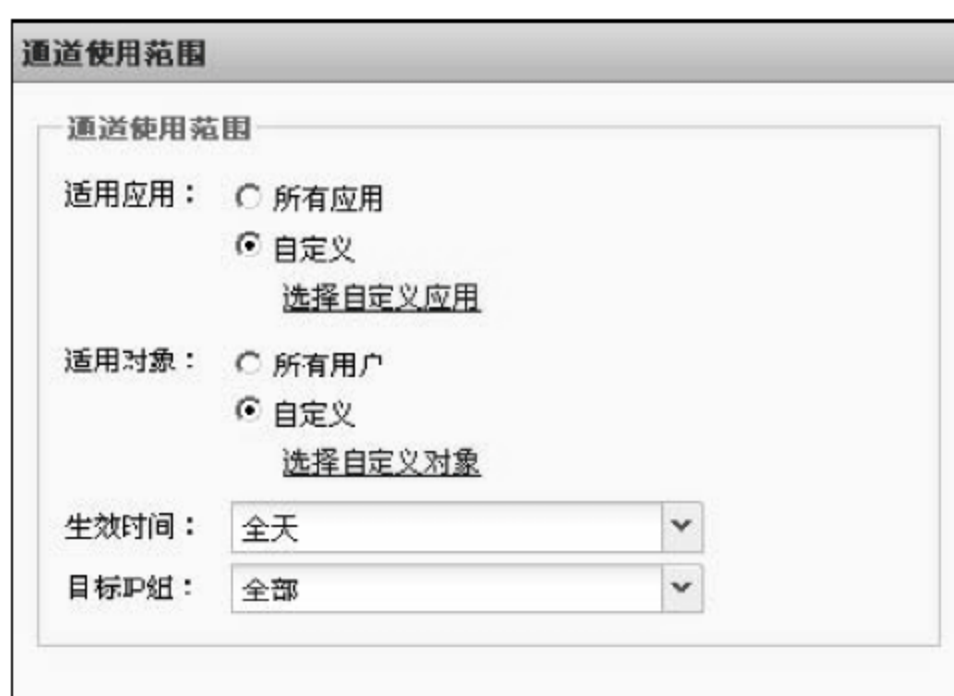 通道使用范围
通道使用范围
适用应用： 所有应用
自定义
选择自定义应用
适用对象： 所有用户
自定义
选择自定义对象
生效时间： 全天
目标IP组： 全部